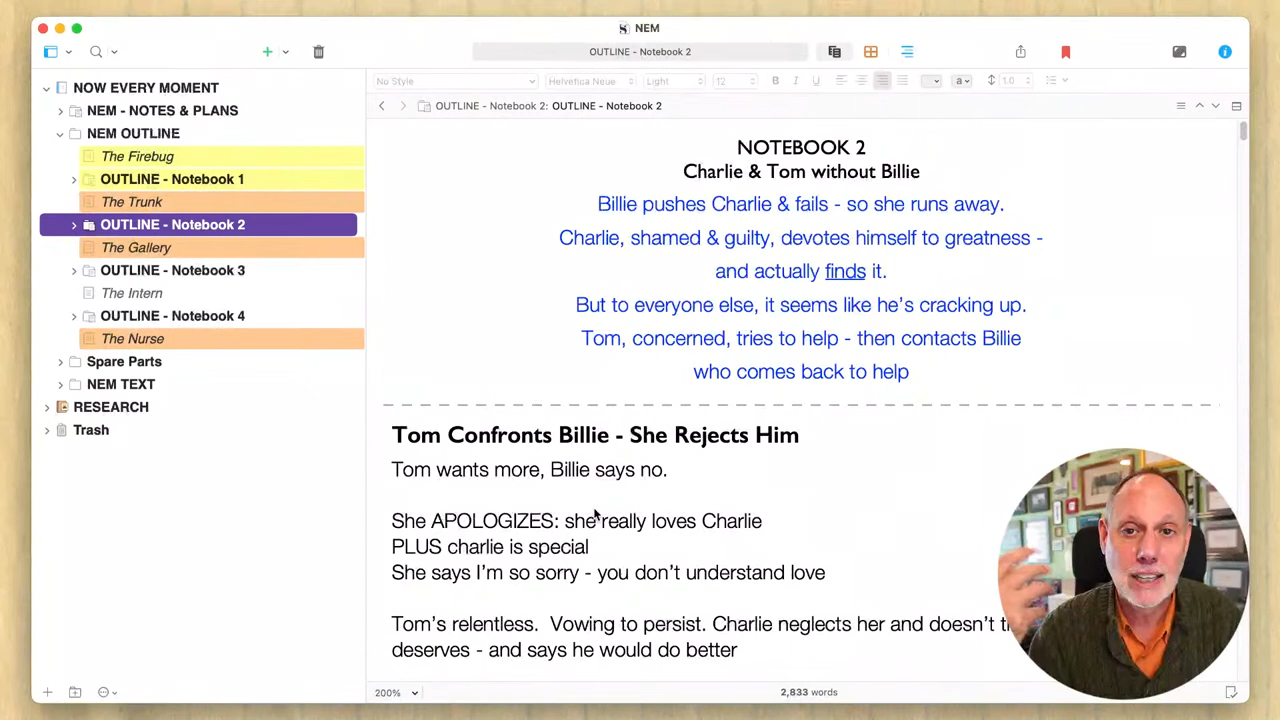 NEM
OUTLINE - Notebook 2
No Style
Helvetica Neue
Light
12
B I U
a
1.0
OUTLINE - Notebook 2: OUTLINE - Notebook 2
NOW EVERY MOMENT
NEM - NOTES & PLANS
NEM OUTLINE
The Firebug
OUTLINE - Notebook 1
The Trunk
OUTLINE - Notebook 2
The Gallery
OUTLINE - Notebook 3
The Intern
OUTLINE - Notebook 4
The Nurse
Spare Parts
NEM TEXT
RESEARCH
Trash
NOTEBOOK 2
Charlie & Tom without Billie
Billie pushes Charlie & fails - so she runs away.
Charlie, shamed & guilty, devotes himself to greatness -
and actually finds it.
But to everyone else, it seems like he's cracking up.
Tom, concerned, tries to help - then contacts Billie
who comes back to help
Tom Confronts Billie - She Rejects Him
Tom wants more, Billie says no.
She APOLOGIZES: she really loves Charlie
PLUS charlie is special
She says I'm so sorry - you don't understand love
Tom's relentless. Vowing to persist. Charlie neglects her and doesn't
deserves - and says he would do better
200%
2,833 words